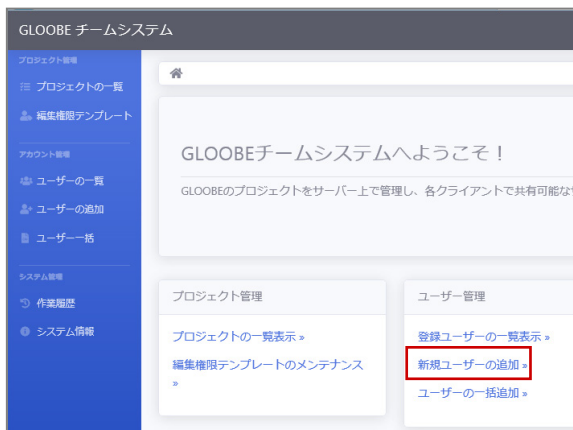 GLOOBE チームシステム
プロジェクト管理
プロジェクトの一覧
編集権限テンプレート
アカウント管理
ユーザーの一覧
ユーザーの追加
ユーザー一括
システム管理
作業履歴
システム情報
GLOOBEチームシステムへようこそ！
GLOOBEのプロジェクトをサーバー上で管理し、各クライアントで共有可能な
プロジェクト管理
プロジェクトの一覧表示 »
編集権限テンプレートのメンテナンス
»
ユーザー管理
登録ユーザーの一覧表示 »
新規ユーザーの追加 »
ユーザーの一括追加 »